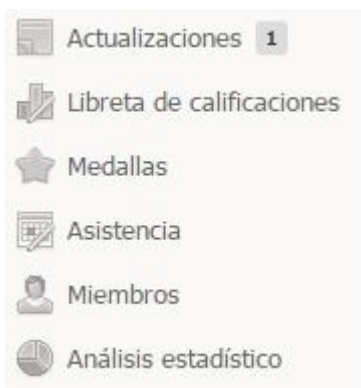 Actualizaciones 1
Libreta de calificaciones
Medallas
Asistencia
Miembros
Análisis estadístico